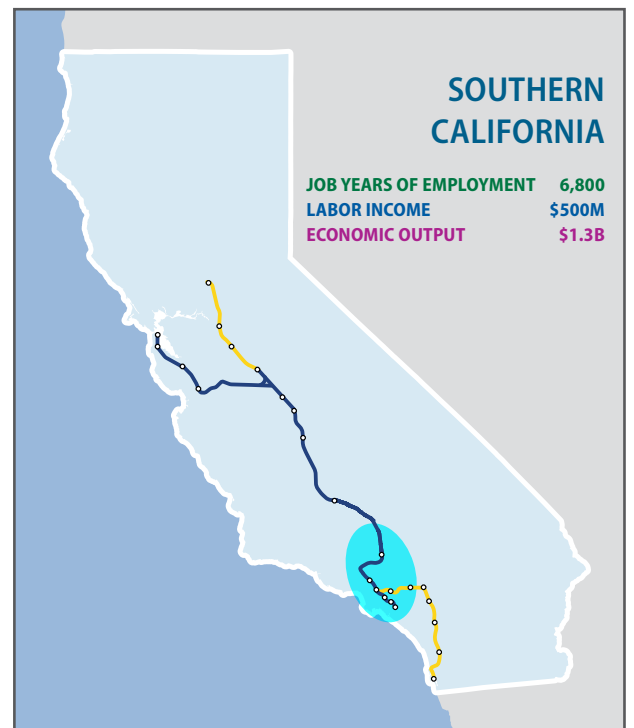 SOUTHERN
CALIFORNIA
JOB YEARS OF EMPLOYMENT 6,800
LABOR INCOME $500M
ECONOMIC OUTPUT $1.3B